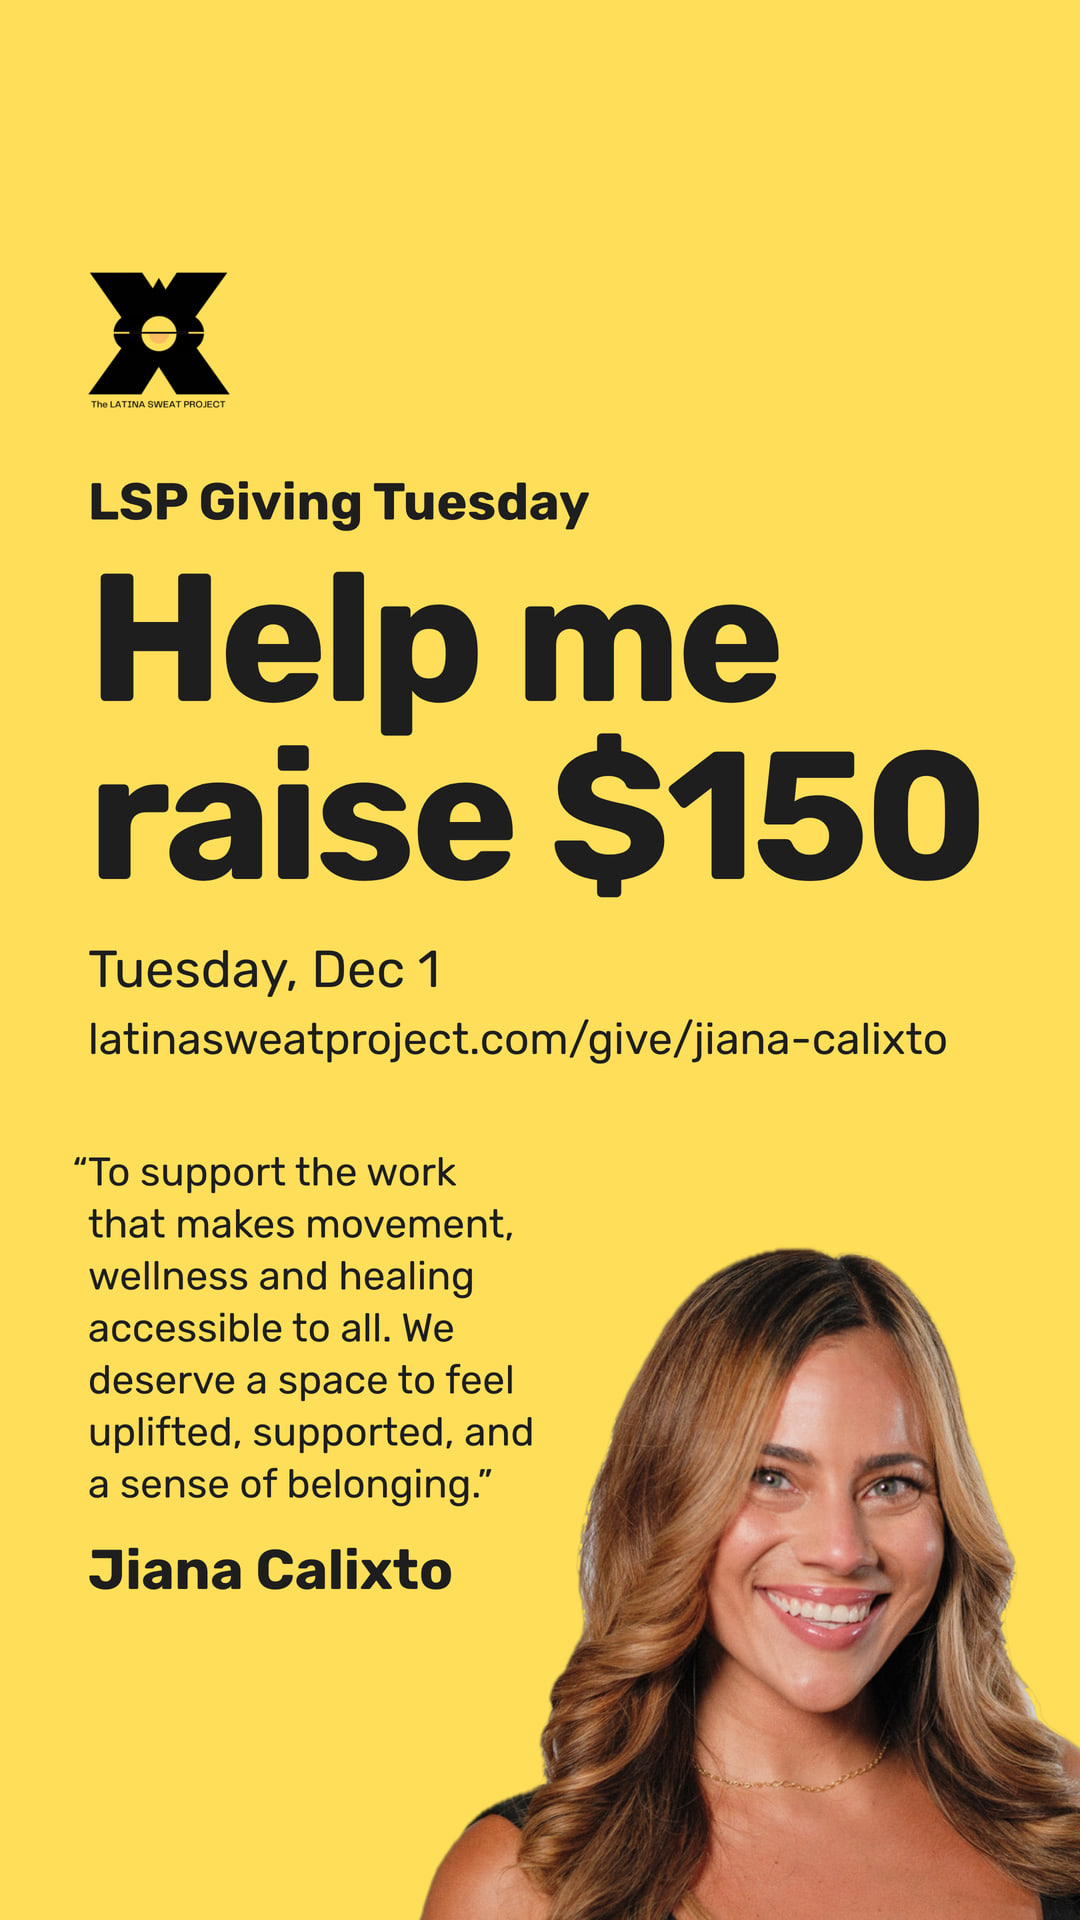 The LATINA SWEAT PROJECT
LSP Giving Tuesday
Help me
raise $150
Tuesday, Dec 1
latinasweatproject.com/give/jiana-calixto
“To support the work
that makes movement,
wellness and healing
accessible to all. We
deserve a space to feel
uplifted, supported, and
a sense of belonging.”
Jiana Calixto